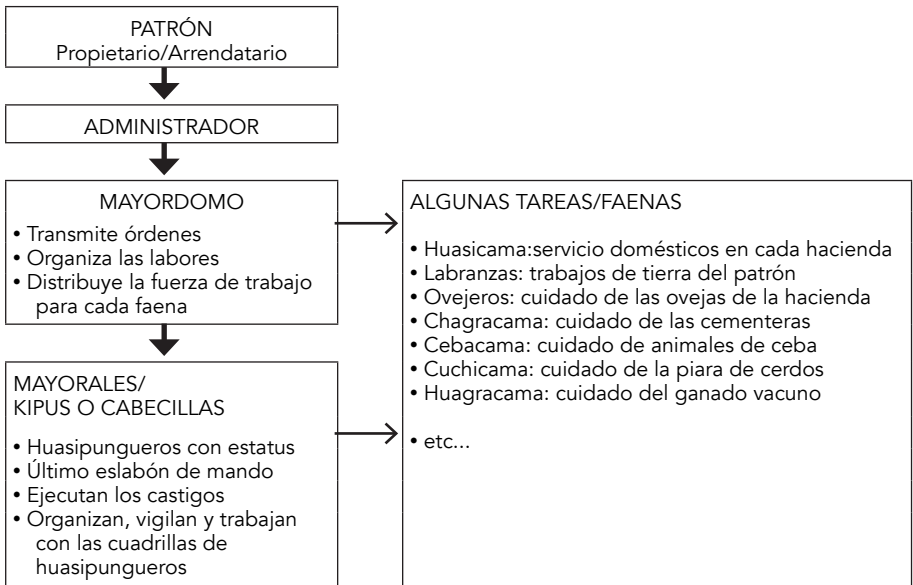 PATRÓN
Propietario/Arrendatario
ADMINISTRADOR
MAYORDOMO
• Transmite órdenes
• Organiza las labores
• Distribuye la fuerza de trabajo
para cada faena
MAYORALES/
KIPUS O CABECILLAS
• Huasipungueros con estatus
• Último eslabón de mando
• Ejecutan los castigos
• Organizan, vigilan y trabajan
con las cuadrillas de
huasipungueros
ALGUNAS TAREAS/FAENAS
• Huasicama:servicio domésticos en cada hacienda
• Labranzas: trabajos de tierra del patrón
• Ovejeros: cuidado de las ovejas de la hacienda
• Chagracama: cuidado de las cementeras
• Cebacama: cuidado de animales de ceba
• Cuchicama: cuidado de la piara de cerdos
• Huagracama: cuidado del ganado vacuno
• etc...